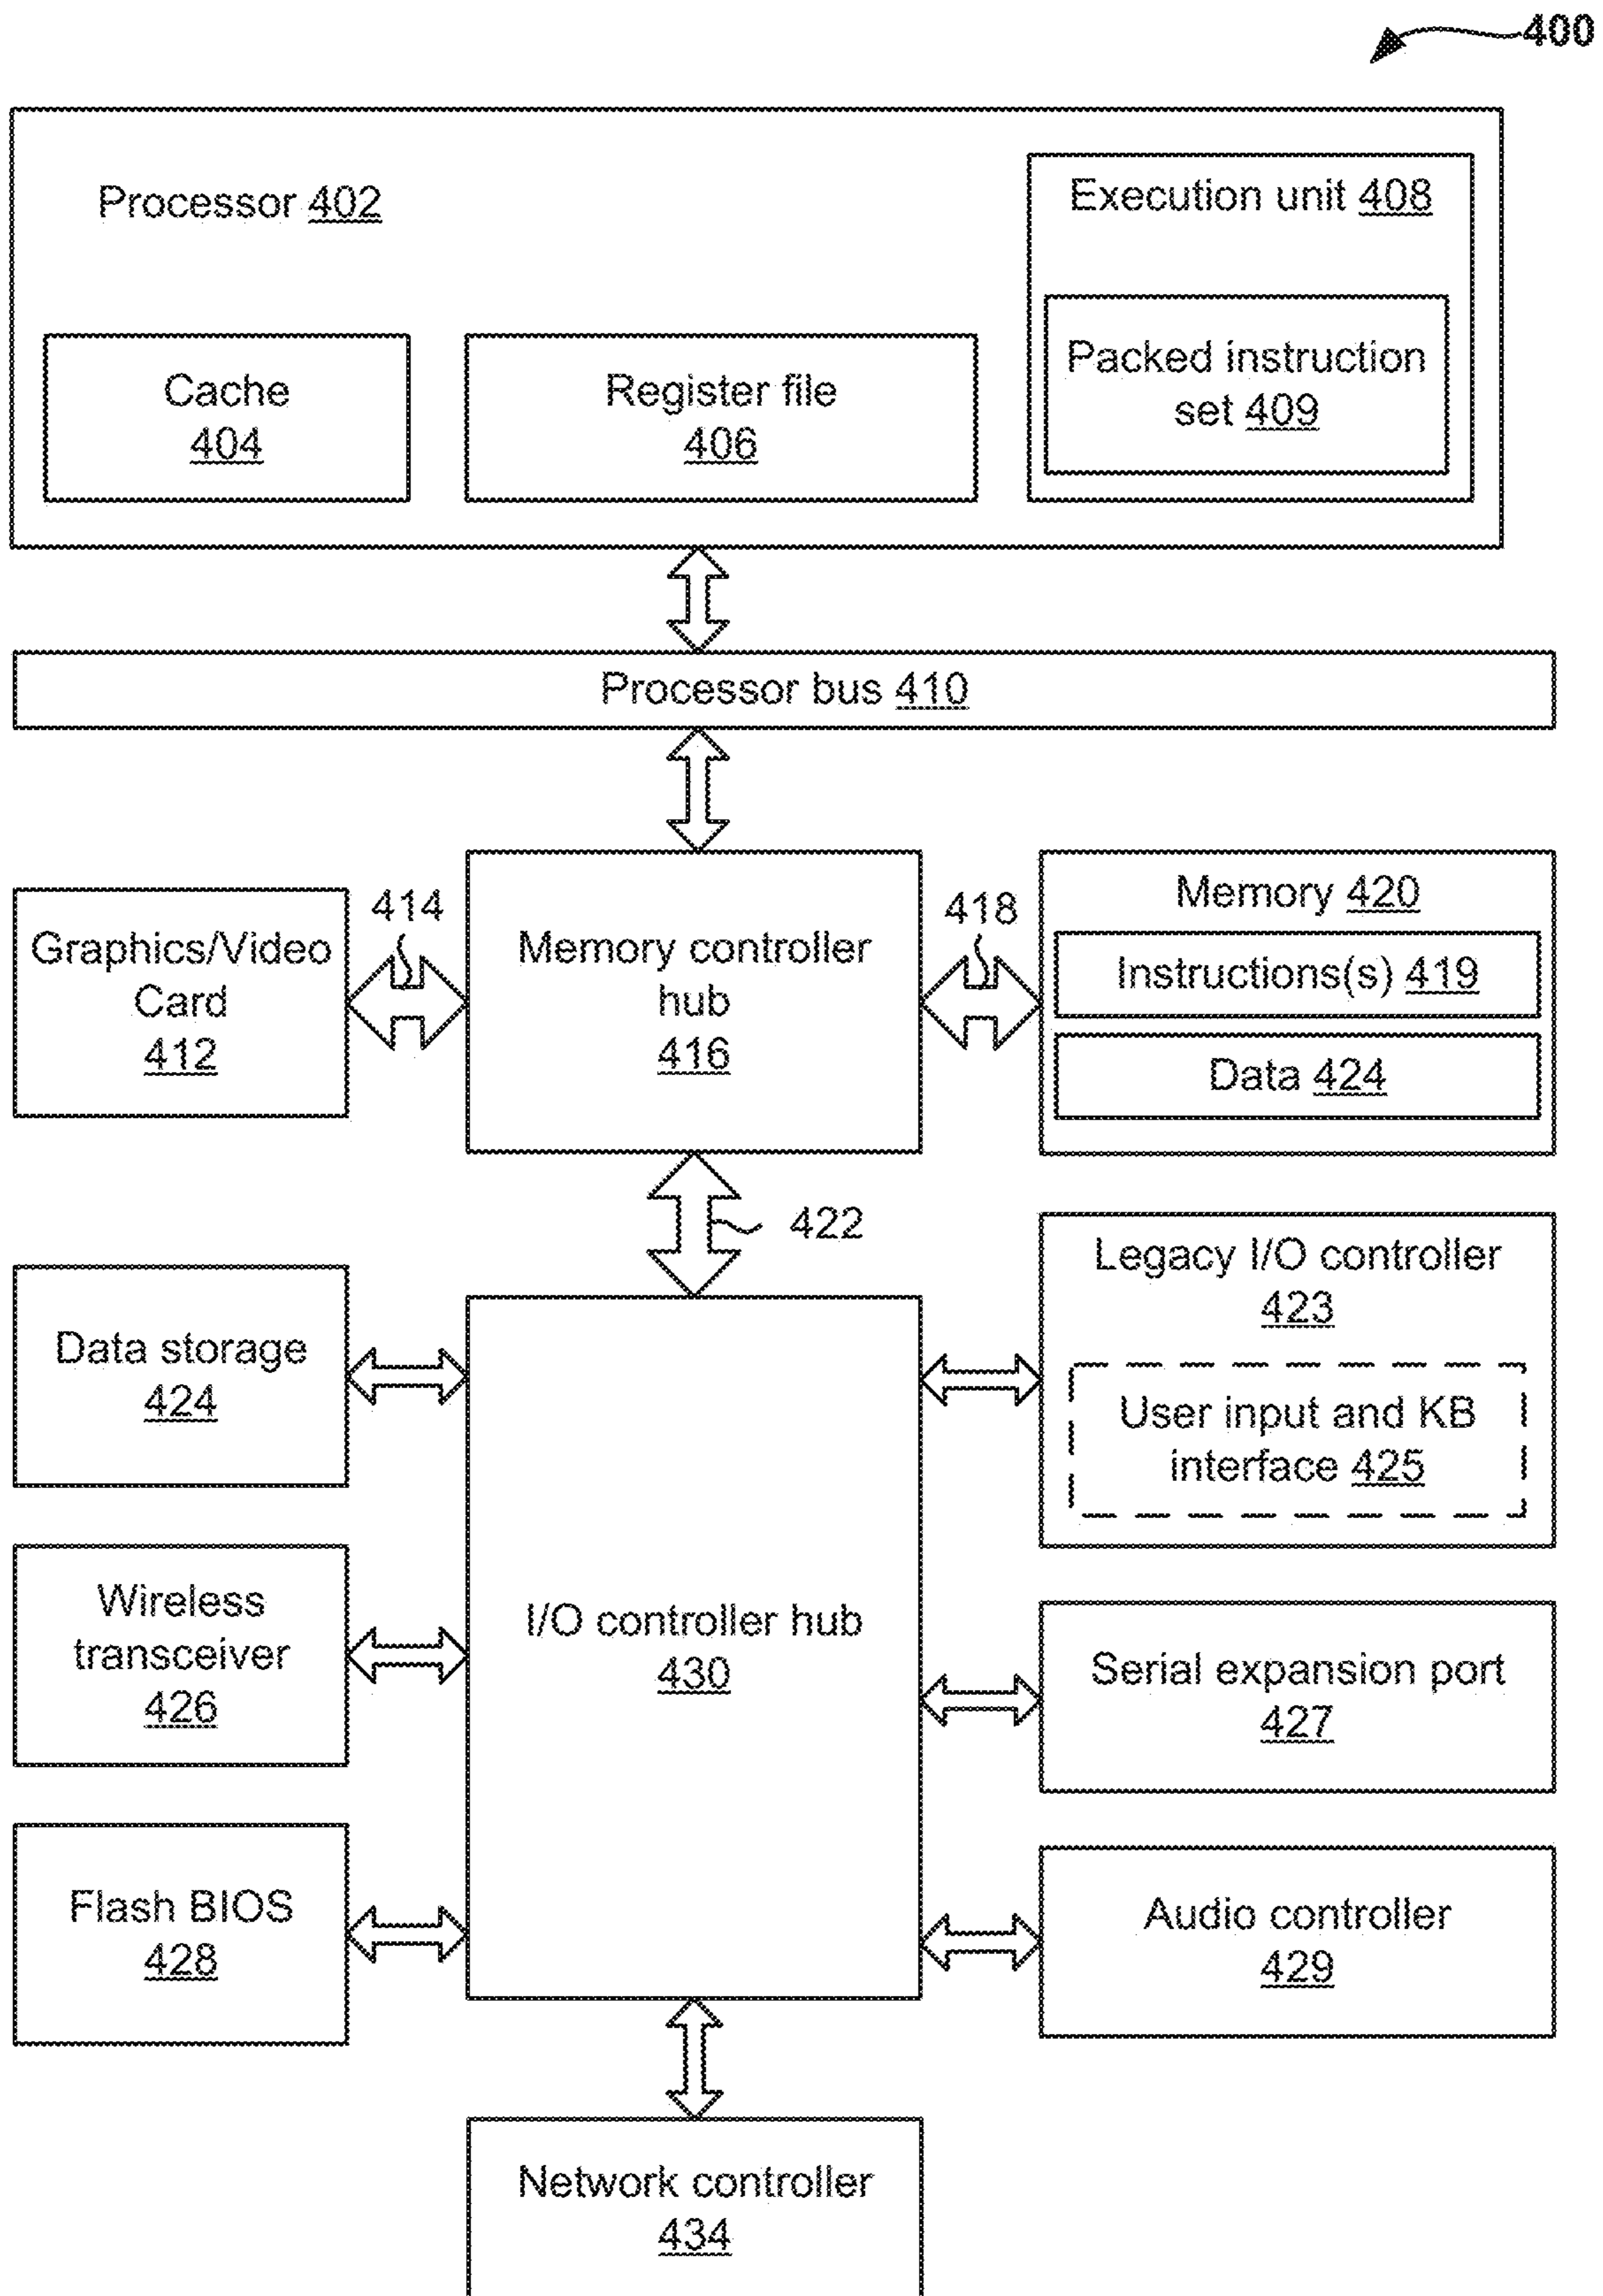 400
Processor 402
Execution unit 408
Packed instruction
set 409
Cache
404
Register file
406
Processor bus 410
Graphics/Video
Card
412
414
Memory controller
hub
416
418
Memory 420
Instructions(s) 419
Data 424
422
Data storage
424
Legacy I/O controller
423
User input and KB
interface 425
Wireless
transceiver
426
I/O controller hub
430
Serial expansion port
427
Flash BIOS
428
Audio controller
429
Network controller
434